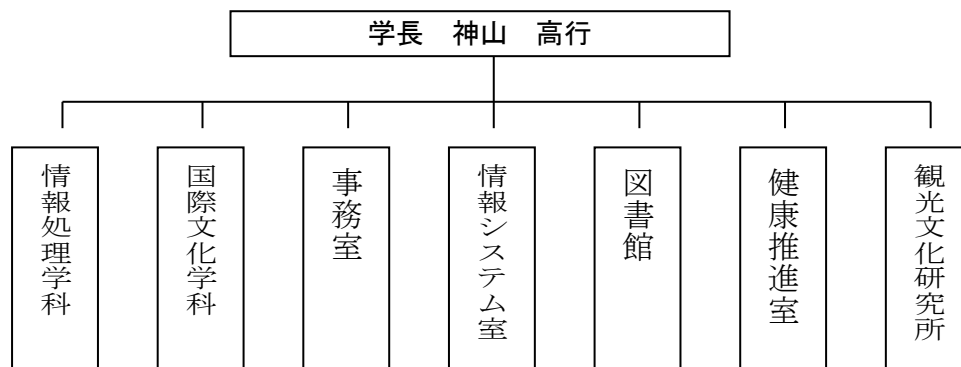 学長　神山　高行
情報処理学科
国際文化学科
事務室
情報システム室
図書館
健康推進室
観光文化研究所